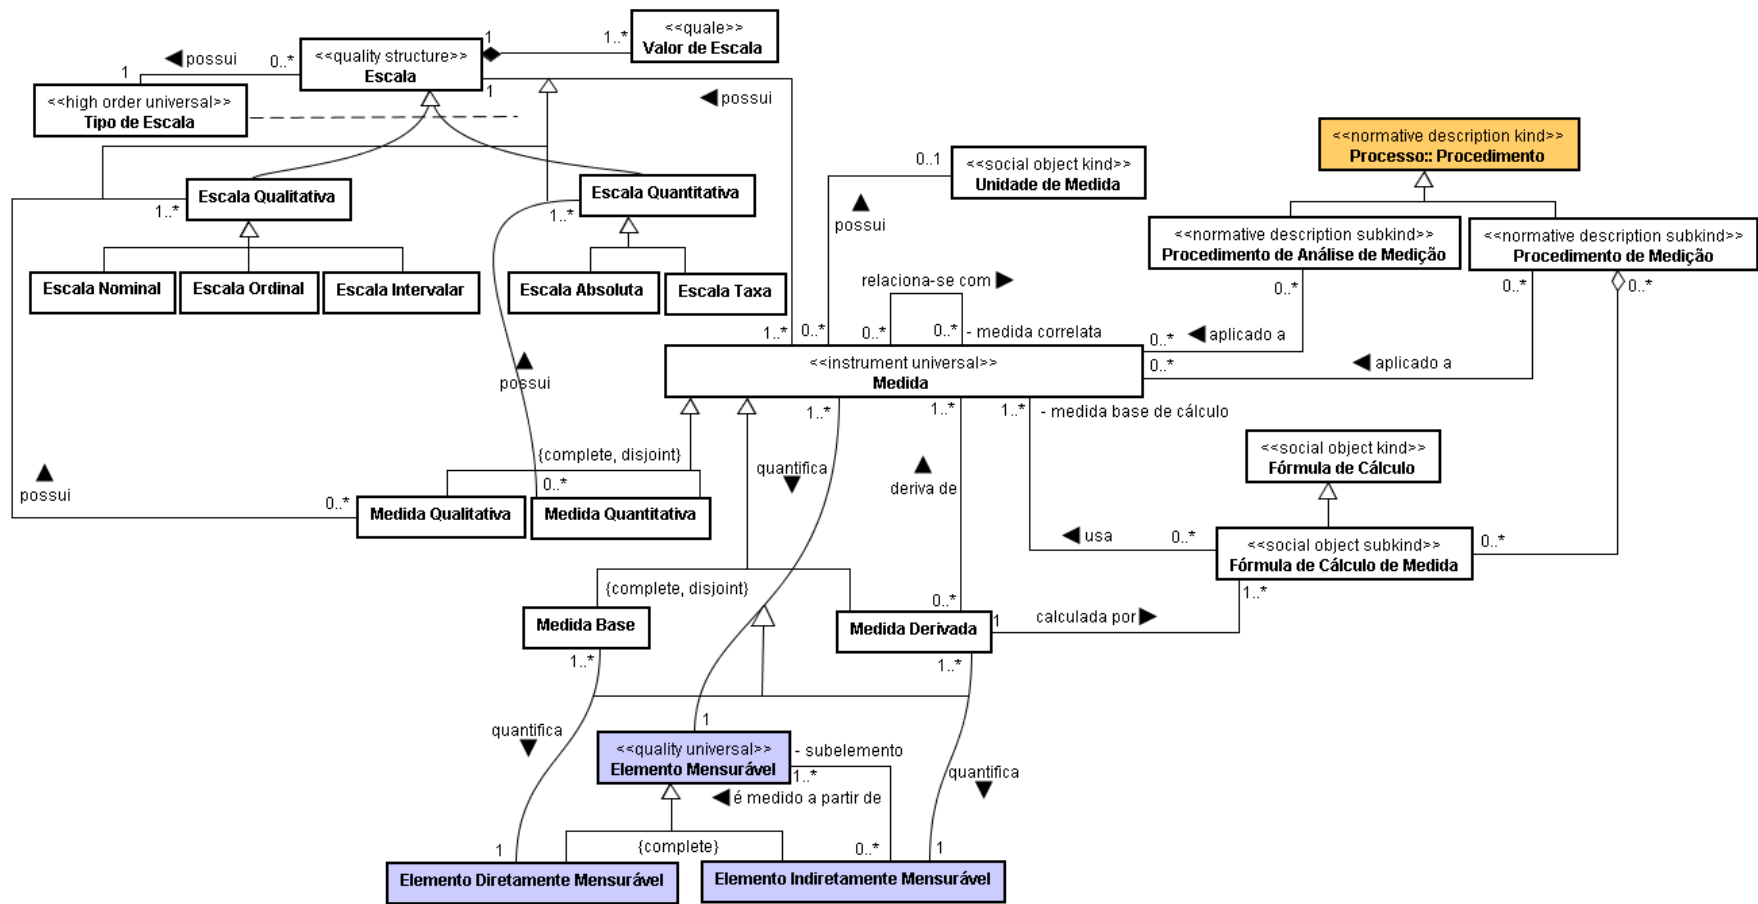 <<quale>>
Valor de Escala
1
1..*
<<quality structure>>
Escala
possui
0..*
1
1
<<high order universal>>
Tipo de Escala
possui
<<normative description kind>>
Processo:: Procedimento
0..1
<<social object kind>>
Unidade de Medida
possui
Escala Qualitativa
1..*
Escala Quantitativa
1..*
<<normative description subkind>>
Procedimento de Análise de Medição
<<normative description subkind>>
Procedimento de Medição
Escala Nominal
Escala Ordinal
Escala Intervalar
Escala Absoluta
Escala Taxa
relaciona-se com
0..*
0..*
0..*
1..*
0..*
0..*
0..*
- medida correlata
0..*
aplicado a
0..*
aplicado a
<<instrument universal>>
Medida
possui
1..*
1..*
1..*
- medida base de cálculo
<<social object kind>>
Fórmula de Cálculo
{complete, disjoint}
quantifica
deriva de
possui
0..*
0..*
Medida Qualitativa
Medida Quantitativa
usa
0..*
0..*
<<social object subkind>>
Fórmula de Cálculo de Medida
1..*
{complete, disjoint}
0..*
Medida Base
Medida Derivada
1
calculada por
1..*
1..*
quantifica
1
<<quality universal>>
Elemento Mensurável
- subelemento
1..*
quantifica
é medido a partir de
{complete}
1
0..*
1
Elemento Diretamente Mensurável
Elemento Indiretamente Mensurável